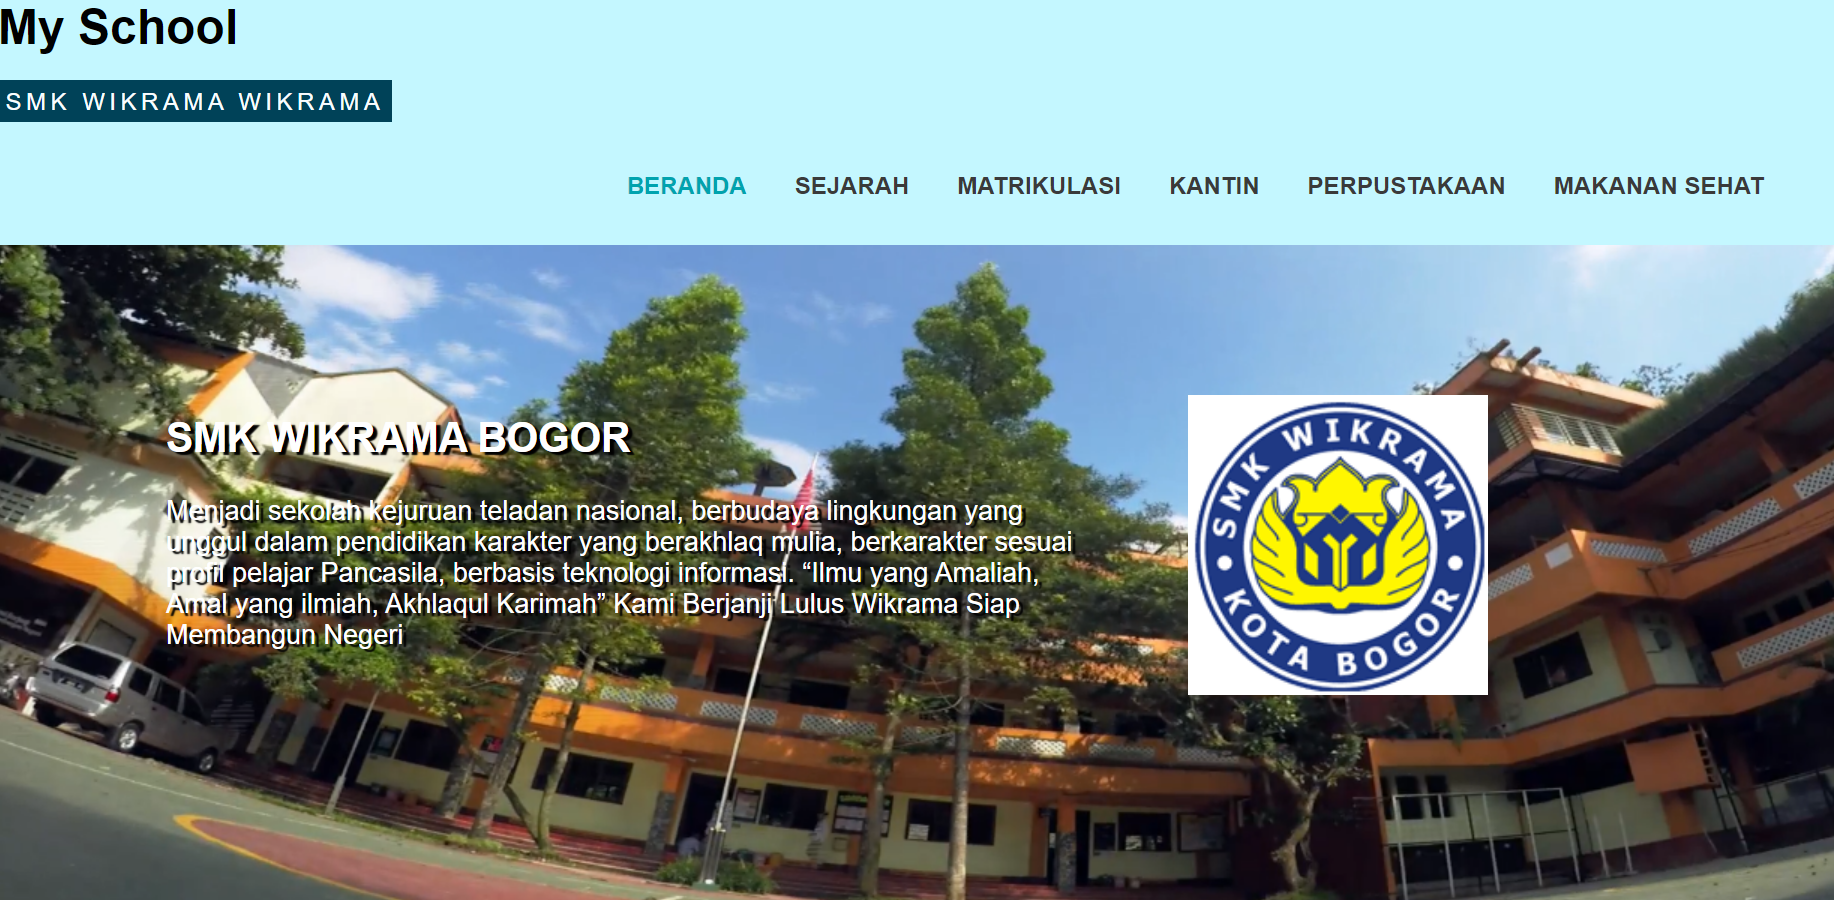 My School
SMK WIKRAMA WIKRAMA
BERANDA SEJARAH MATRIKULASI KANTIN PERPUSTAKAAN MAKANAN SEHAT
SMK WIKRAMA BOGOR
Menjadi sekolah kejuruan teladan nasional, berbudaya lingkungan yang
unggul dalam pendidikan karakter yang berakhlaq mulia, berkarakter sesuai
profil pelajar Pancasila, berbasis teknologi informasi. “Ilmu yang Amaliah,
Amal yang ilmiah, Akhlaqul Karimah” Kami Berjanji Lulus Wikrama Siap
Membangun Negeri
SMK WIKRAMA
KOTA BOGOR